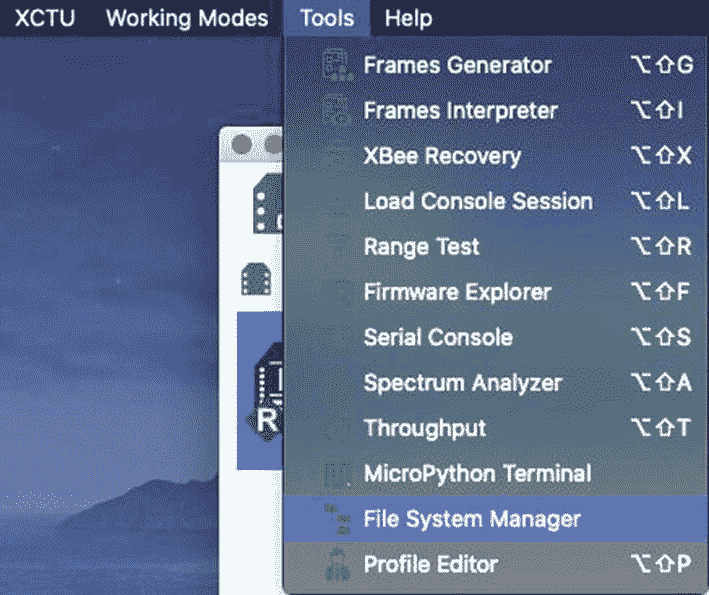 XCTU Working Modes Tools Help
Frames Generator ⌥⇧G
Frames Interpreter ⌥⇧I
XBee Recovery ⌥⇧X
Load Console Session ⌥⇧L
Range Test ⌥⇧R
Firmware Explorer ⌥⇧F
Serial Console ⌥⇧S
Spectrum Analyzer ⌥⇧A
Throughput ⌥⇧T
MicroPython Terminal
File System Manager
Profile Editor ⌥⇧P
R